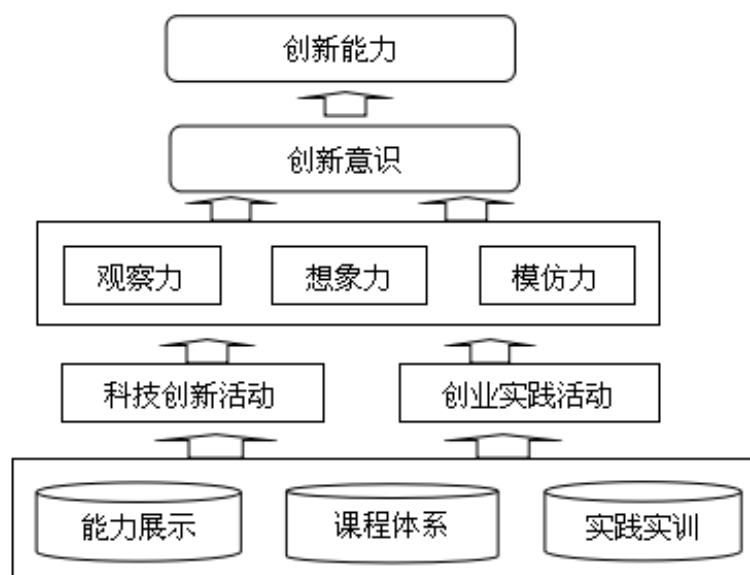 创新能力
创新意识
观察力
想象力
模仿力
科技创新活动
创业实践活动
能力展示
课程体系
实践实训